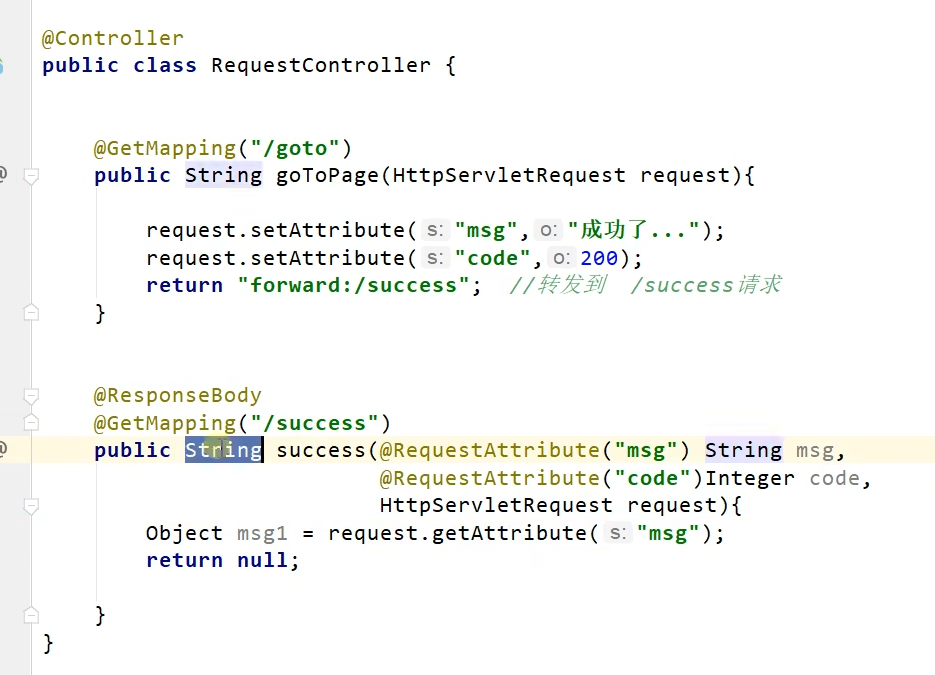 @Controller
public class RequestController {
@GetMapping("/goto")
public String goToPage(HttpServletRequest request){
request.setAttribute( s: "msg", o: "成功了...");
request.setAttribute( s: "code", o: 200);
return "forward:/success";  //转发到  /success请求
}
@ResponseBody
@GetMapping("/success")
public String success(@RequestAttribute("msg") String msg,
@RequestAttribute("code")Integer code,
HttpServletRequest request){
Object msg1 = request.getAttribute( s: "msg");
return null;
}
}